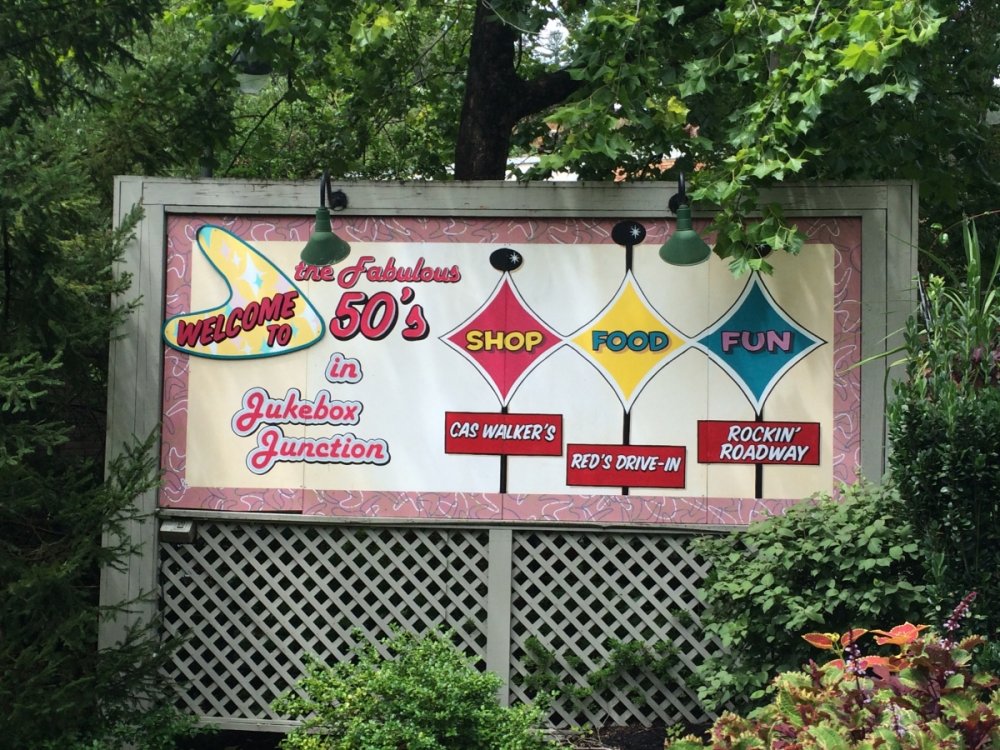 WELCOME
TO
the Fabulous
50's
in
Jukebox
Junction
SHOP
FOOD
FUN
CAS WALKER'S
RED'S DRIVE-IN
ROCKIN'
ROADWAY